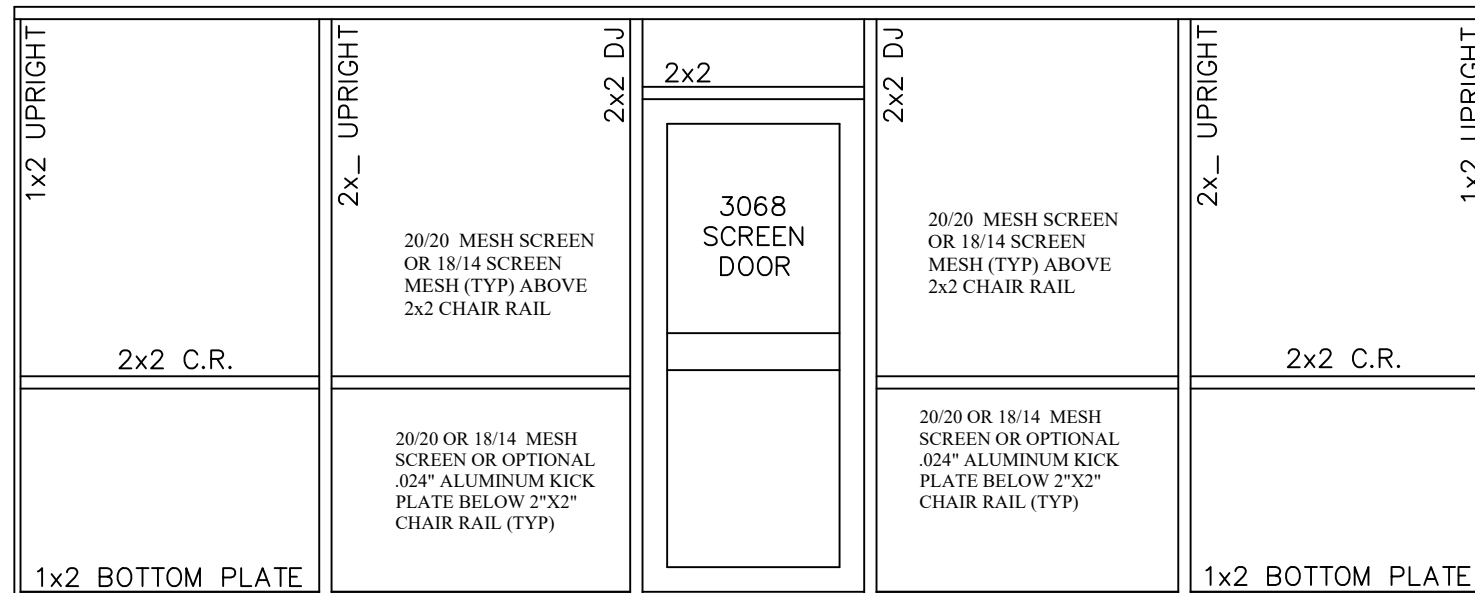 1x2 UPRIGHT
2x_ UPRIGHT
2x2 DJ
2x2
2x2 DJ
2x_ UPRIGHT
1x2 UPRIGHT
3068
SCREEN
DOOR
20/20 MESH SCREEN
OR 18/14 SCREEN
MESH (TYP) ABOVE
2x2 CHAIR RAIL
20/20 MESH SCREEN
OR 18/14 SCREEN
MESH (TYP) ABOVE
2x2 CHAIR RAIL
2x2 C.R.
2x2 C.R.
20/20 OR 18/14 MESH
SCREEN OR OPTIONAL
.024" ALUMINUM KICK
PLATE BELOW 2"X2"
CHAIR RAIL (TYP)
20/20 OR 18/14 MESH
SCREEN OR OPTIONAL
.024" ALUMINUM KICK
PLATE BELOW 2"X2"
CHAIR RAIL (TYP)
1x2 BOTTOM PLATE
1x2 BOTTOM PLATE